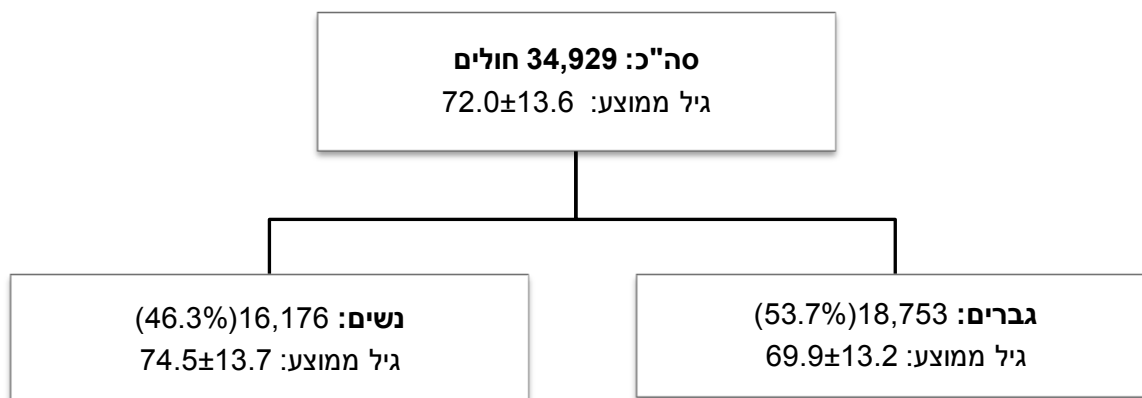 סה"כ: 34,929 חולים
גיל ממוצע: 72.0±13.6
גברים: 18,753(53.7%)
גיל ממוצע: 69.9±13.2
נשים: 16,176(46.3%)
גיל ממוצע: 74.5±13.7